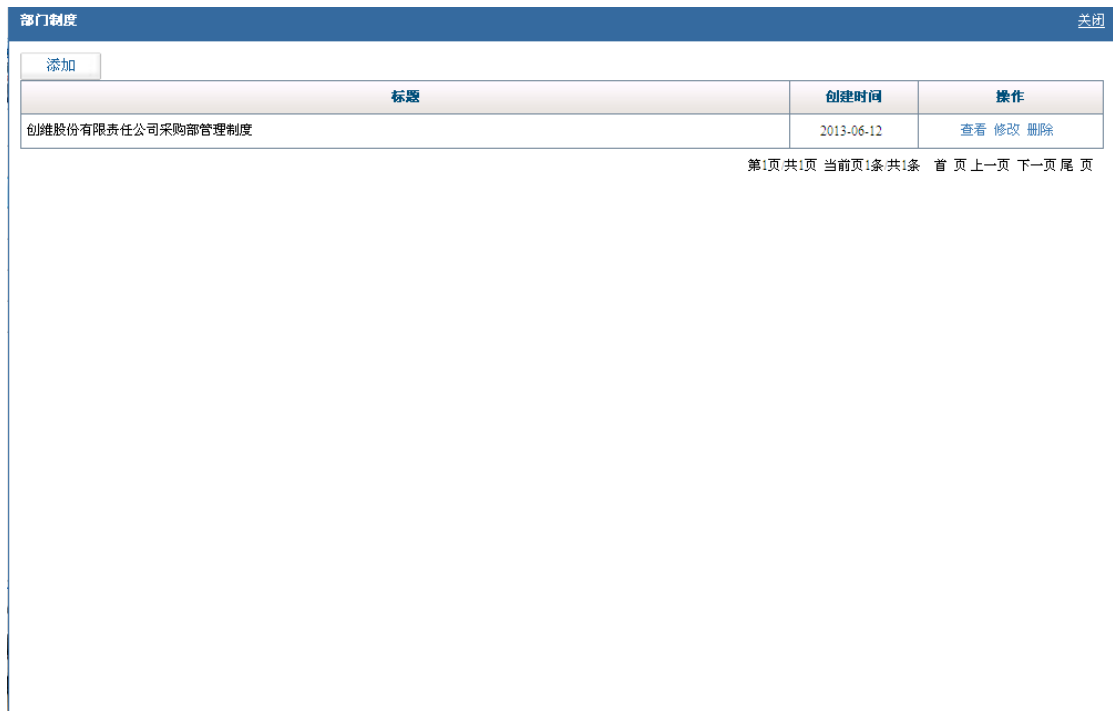 部门制度 关闭
添加
标题 创建时间 操作
创维股份有限责任公司采购部管理制度 2013-06-12 查看 修改 删除
第1页/共1页 当前页1条/共1条 首 页 上一页 下一页 尾 页